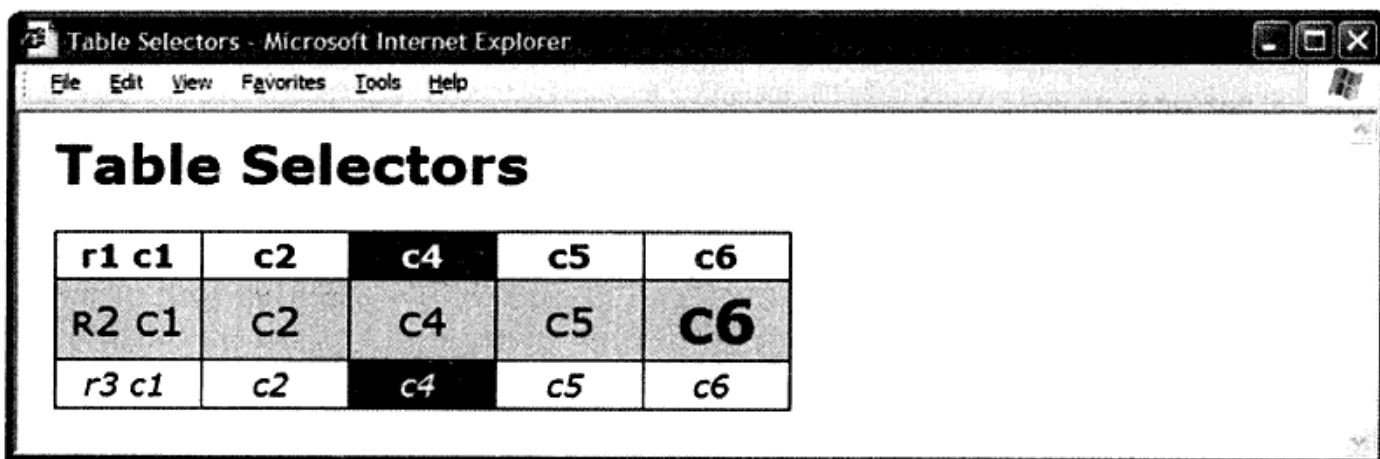 Table Selectors - Microsoft Internet Explorer
File Edit View Favorites Tools Help
Table Selectors
r1 c1 c2 c4 c5 c6
R2 C1 C2 C4 C5 C6
r3 c1 c2 c4 c5 c6